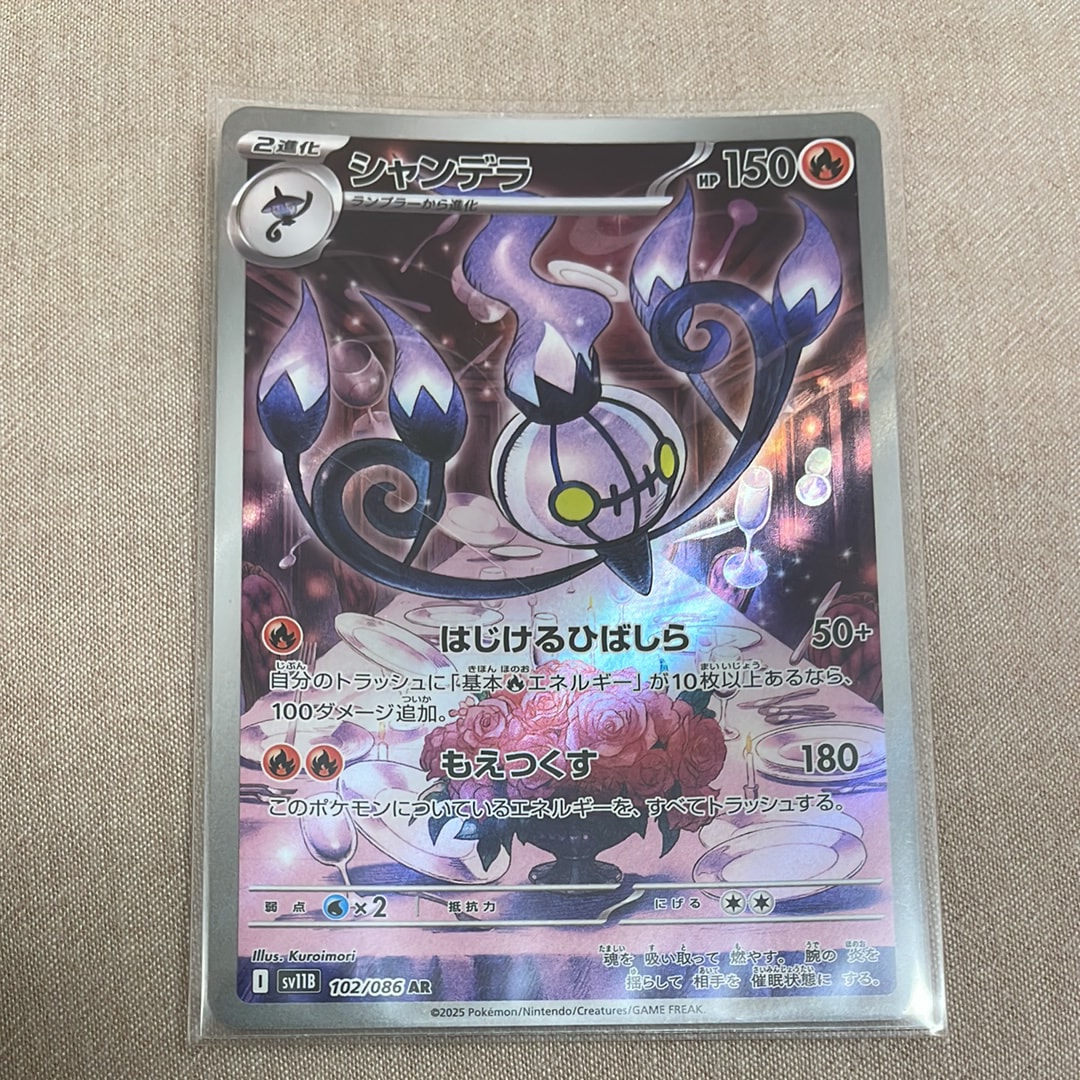 2進化
シャンデラ
HP 150
ランプラーから進化
はじけるひばしら 50+
自分のトラッシュに「基本エネルギー」が10枚以上あるなら、
100ダメージ追加。
もえつくす 180
このポケモンについているエネルギーを、すべてトラッシュする。
弱点 ×2 抵抗力 にげる
Illus. Kuroimori
魂を 吸い取って 燃やす。 腕の 炎を
揺らして 相手を 催眠状態に する。
I sv11B 102/086 AR
©2025 Pokémon/Nintendo/Creatures/GAME FREAK.